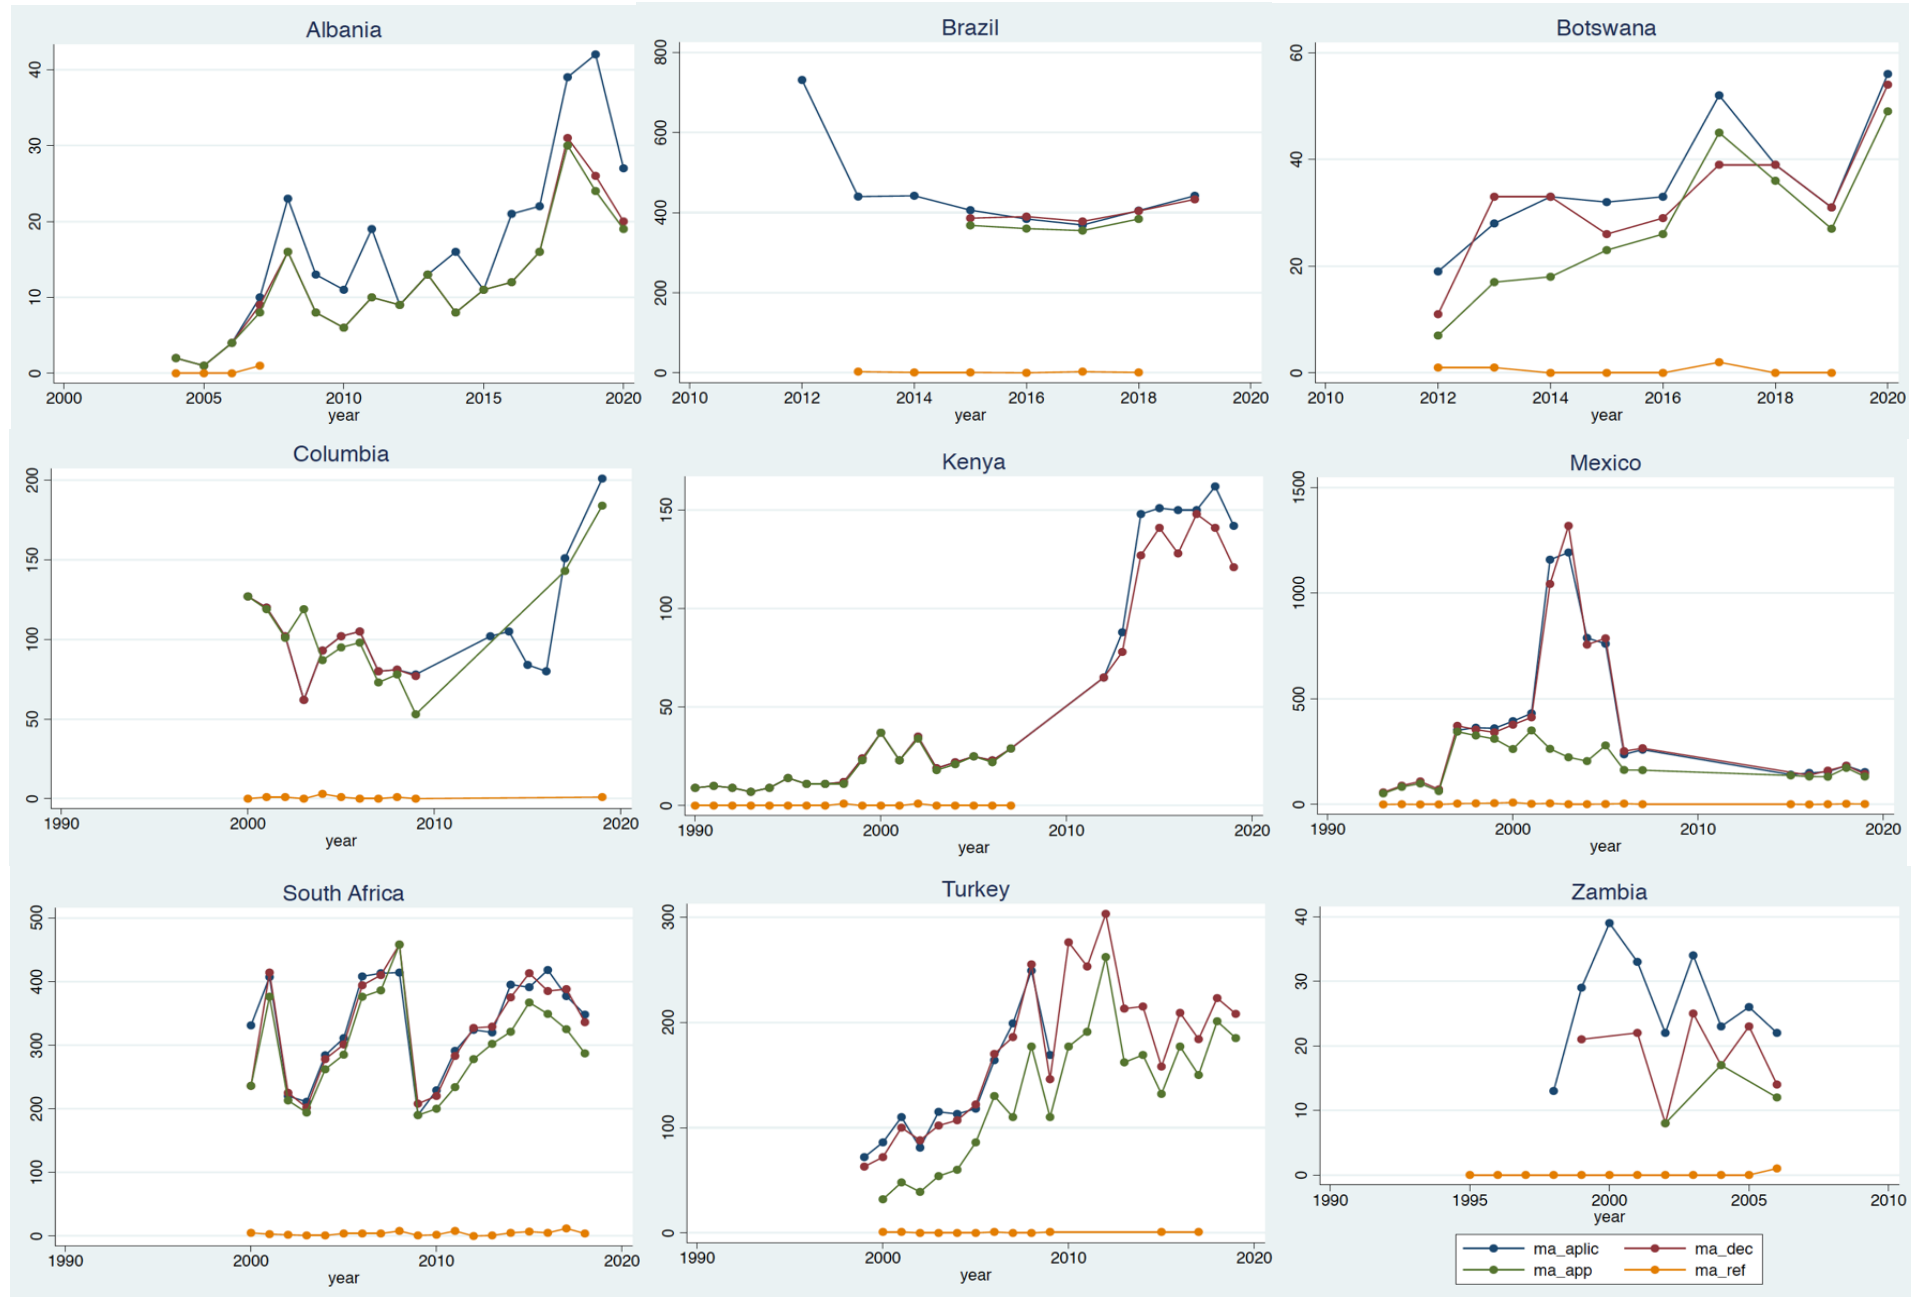 Albania
0 10 20 30 40
2000 2005 2010 2015 2020
year
Brazil
0 200 400 600 800
2010 2012 2014 2016 2018 2020
year
Botswana
0 20 40 60
2010 2012 2014 2016 2018 2020
year
Columbia
0 50 100 150 200
1990 2000 2010 2020
year
Kenya
0 50 100 150
1990 2000 2010 2020
year
Mexico
0 500 1000 1500
1990 2000 2010 2020
year
South Africa
0 100 200 300 400 500
1990 2000 2010 2020
year
Turkey
0 100 200 300
1990 2000 2010 2020
year
Zambia
0 10 20 30 40
1990 1995 2000 2005 2010
year
ma_aplic ma_dec
ma_app ma_ref